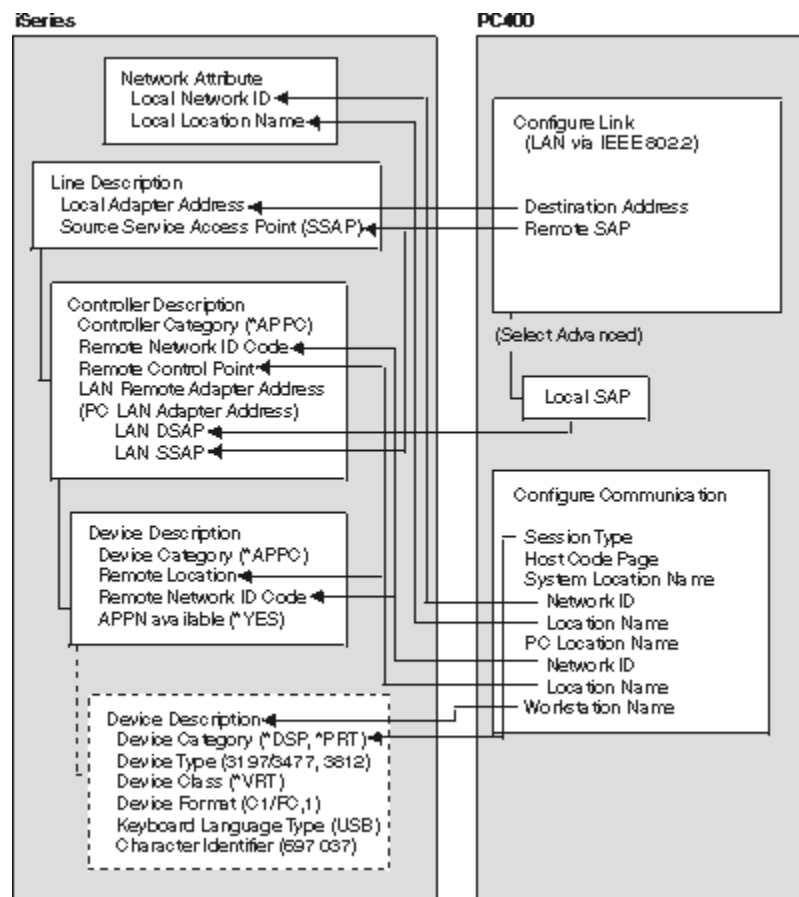 iSeries
Network Attribute
Local Network ID
Local Location Name
Line Description
Local Adapter Address
Source Service Access Point (SSAP)
Controller Description
Controller Category (*APPC)
Remote Network ID Code
Remote Control Point
LAN Remote Adapter Address
(PC LAN Adapter Address)
LAN DSAP
LAN SSAP
Device Description
Device Category (*APPC)
Remote Location
Remote Network ID Code
APPN available (*YES)
Device Description
Device Category (*DSP, *PRT)
Device Type (3197/3477, 3812)
Device Class (*VRT)
Device Format (C1/FC,1)
Keyboard Language Type (USB)
Character Identifier (697 037)
PC400
Configure Link
(LAN via IEEE802.2)
Destination Address
Remote SAP
(Select Advanced)
Local SAP
Configure Communication
Session Type
Host Code Page
System Location Name
Network ID
Location Name
PC Location Name
Network ID
Location Name
Workstation Name